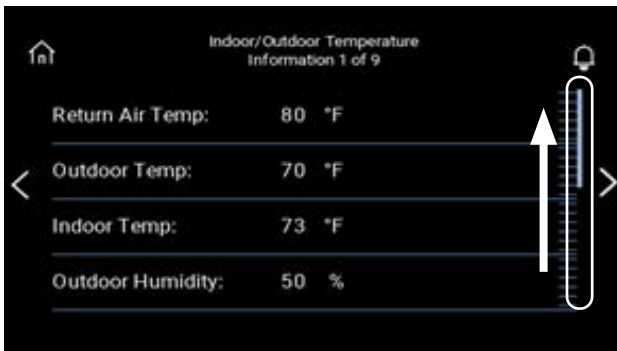 Indoor/Outdoor Temperature
Information 1 of 9
Return Air Temp: 80 °F
Outdoor Temp: 70 °F
Indoor Temp: 73 °F
Outdoor Humidity: 50 %